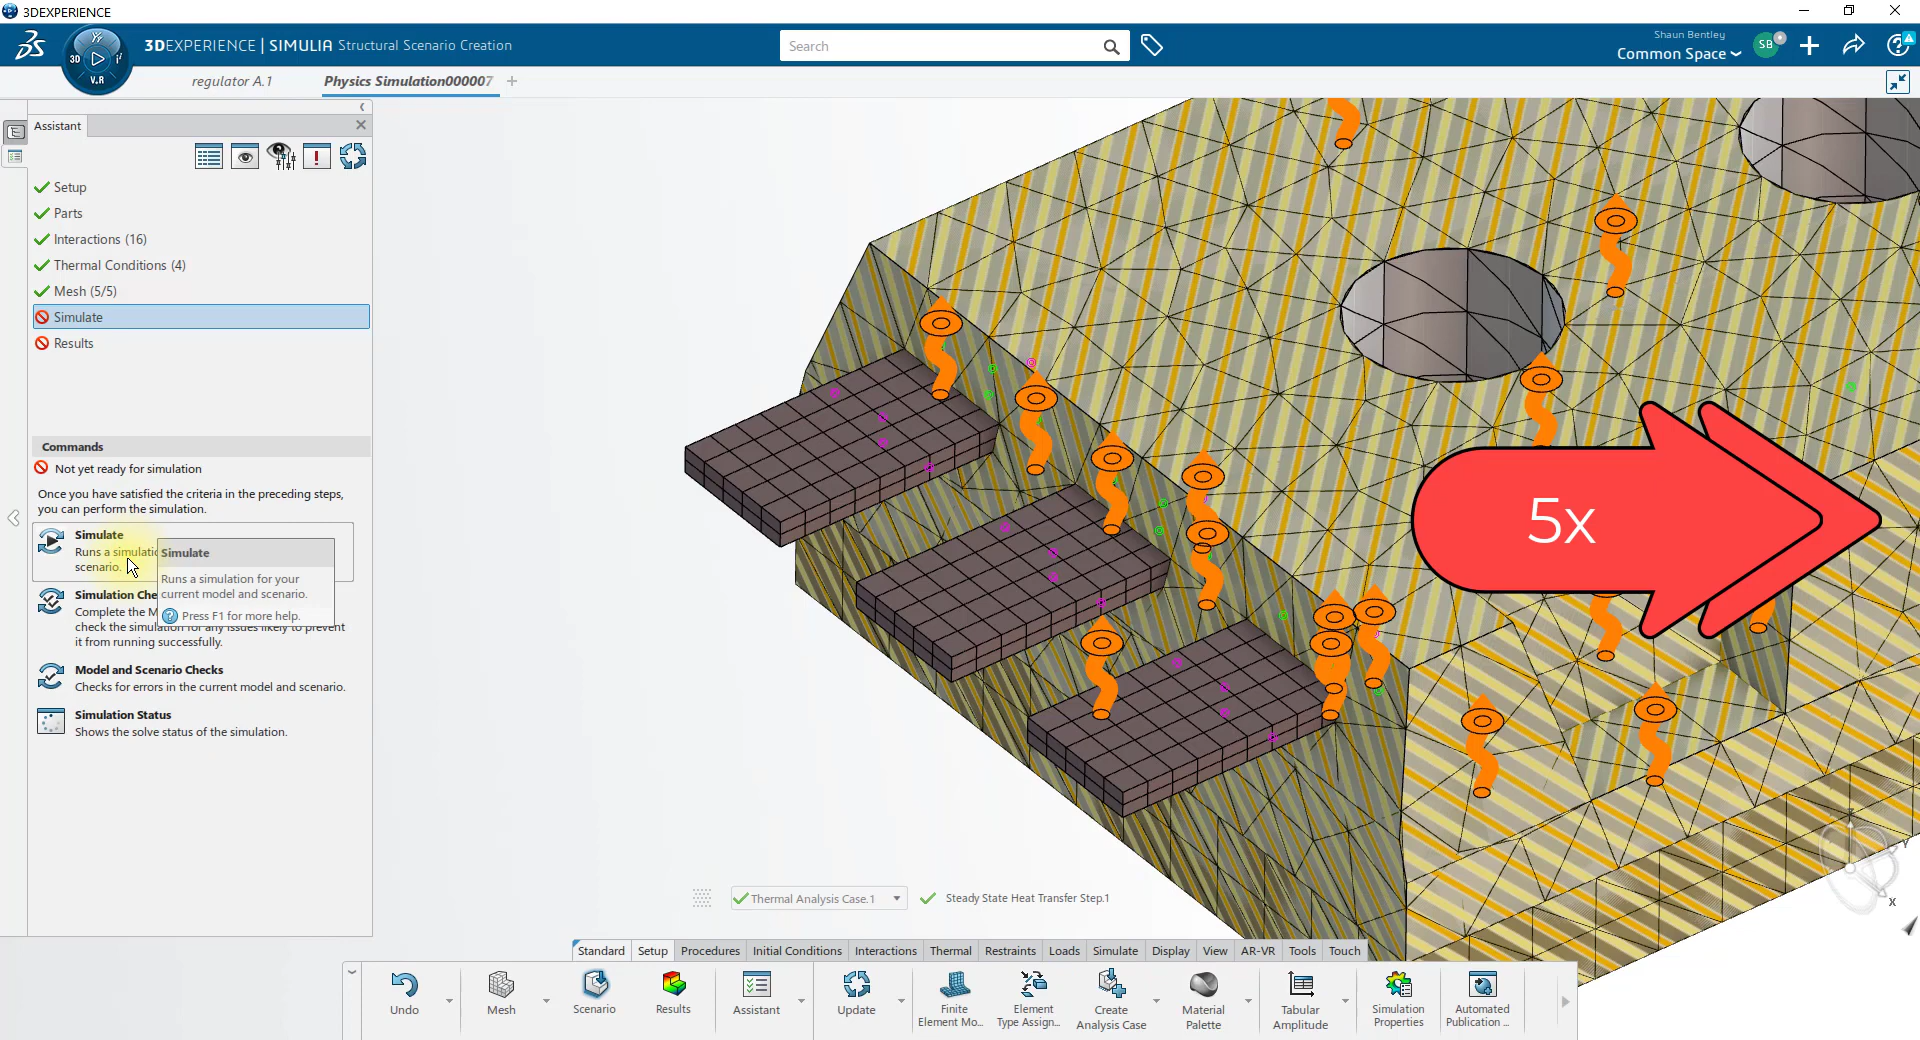 3DEXPERIENCE
3DEXPERIENCE | SIMULIA Structural Scenario Creation
Search
Shaun Bentley
Common Space
SB
3D
V.R
regulator A.1
Physics Simulation000007
Assistant
Setup
Parts
Interactions (16)
Thermal Conditions (4)
Mesh (5/5)
Simulate
Results
Commands
Not yet ready for simulation
Once you have satisfied the criteria in the preceding steps,
you can perform the simulation.
Simulate
Runs a simulatio
scenario.
Simulate
Runs a simulation for your
current model and scenario.
Press F1 for more help.
Simulation Che
Complete the M
check the simulation for any issues likely to prevent
it from running successfully.
Model and Scenario Checks
Checks for errors in the current model and scenario.
Simulation Status
Shows the solve status of the simulation.
5x
Y
X
Thermal Analysis Case.1
Steady State Heat Transfer Step.1
Standard Setup Procedures Initial Conditions Interactions Thermal Restraints Loads Simulate Display View AR-VR Tools Touch
Undo
Mesh
Scenario
Results
Assistant
Update
Finite
Element Mo...
Element
Type Assign...
Create
Analysis Case
Material
Palette
Tabular
Amplitude
Simulation
Properties
Automated
Publication ...